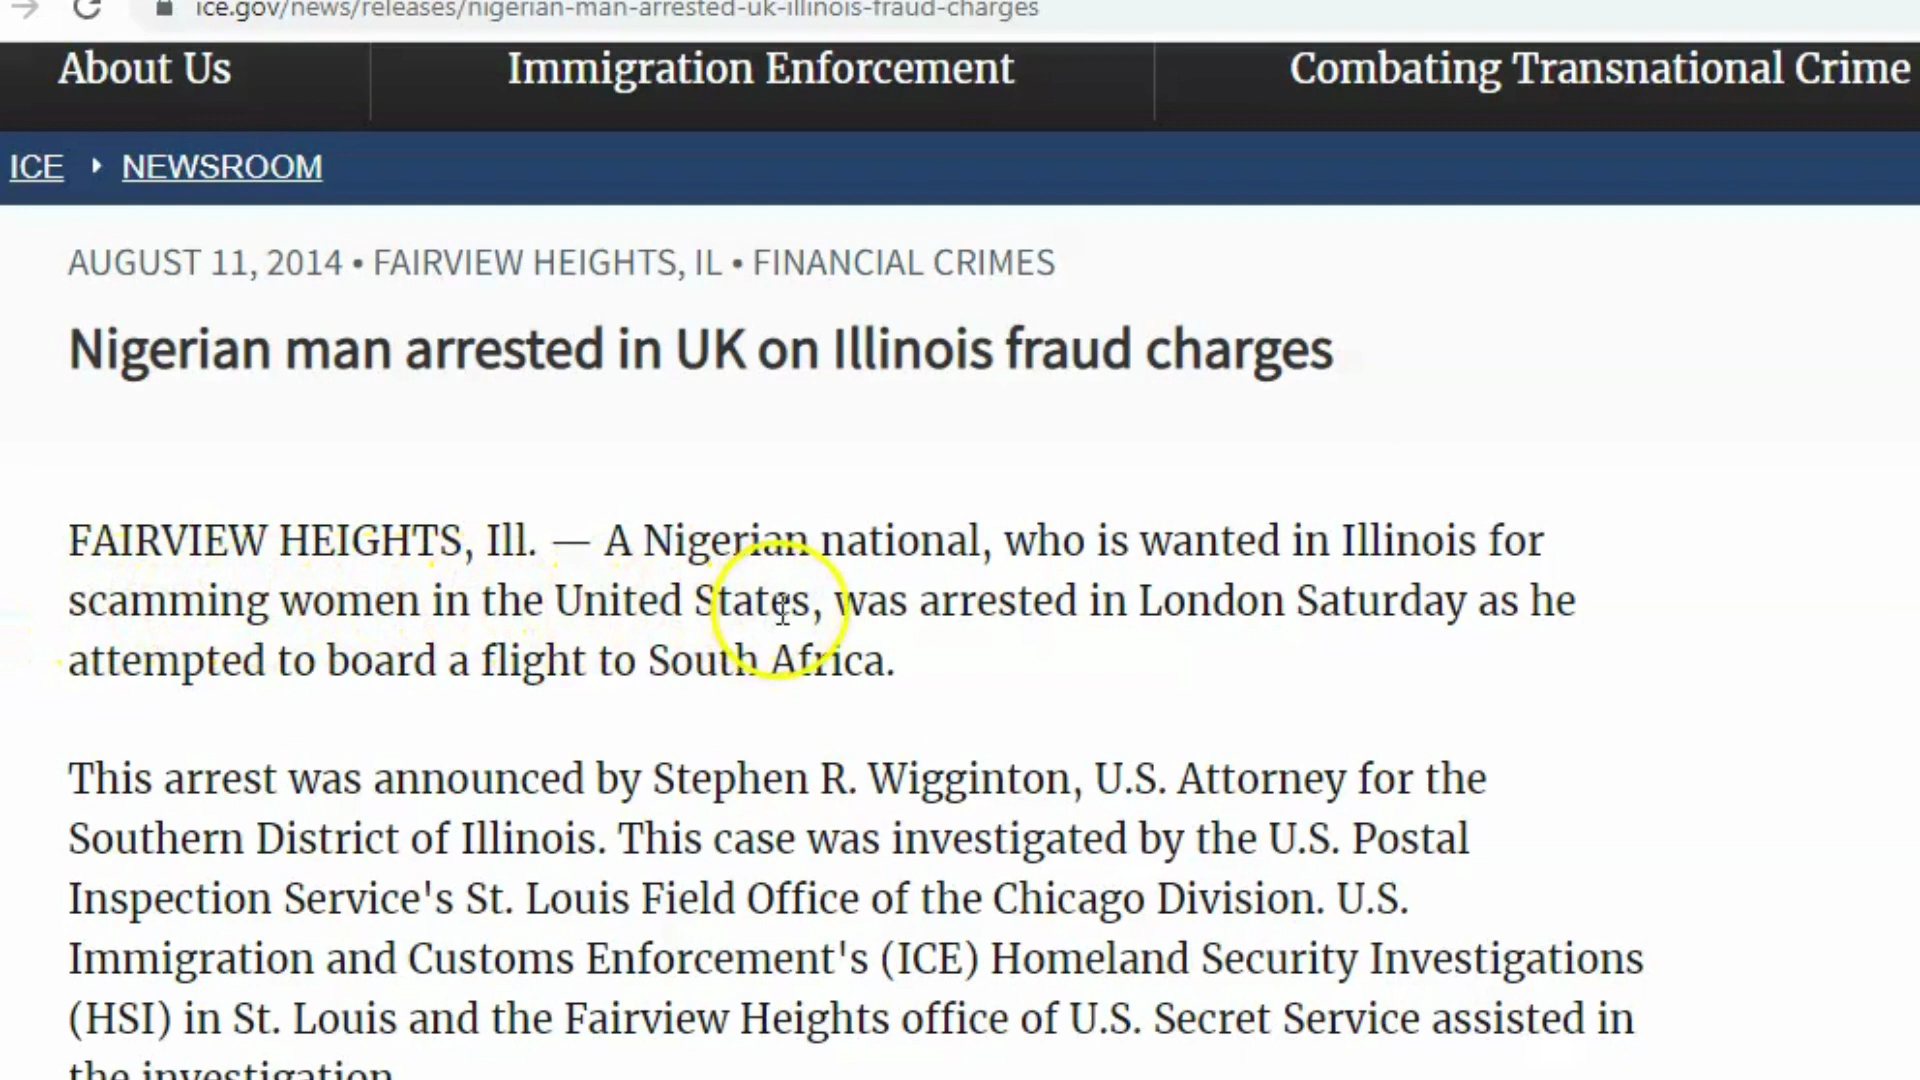 ice.gov/news/releases/nigerian-man-arrested-uk-illinois-fraud-charges
About Us
Immigration Enforcement
Combating Transnational Crime
ICE
NEWSROOM
AUGUST 11, 2014 • FAIRVIEW HEIGHTS, IL • FINANCIAL CRIMES
Nigerian man arrested in UK on Illinois fraud charges
FAIRVIEW HEIGHTS, Ill. — A Nigerian national, who is wanted in Illinois for
scamming women in the United States, was arrested in London Saturday as he
attempted to board a flight to South Africa.
This arrest was announced by Stephen R. Wigginton, U.S. Attorney for the
Southern District of Illinois. This case was investigated by the U.S. Postal
Inspection Service's St. Louis Field Office of the Chicago Division. U.S.
Immigration and Customs Enforcement's (ICE) Homeland Security Investigations
(HSI) in St. Louis and the Fairview Heights office of U.S. Secret Service assisted in
the investigation.